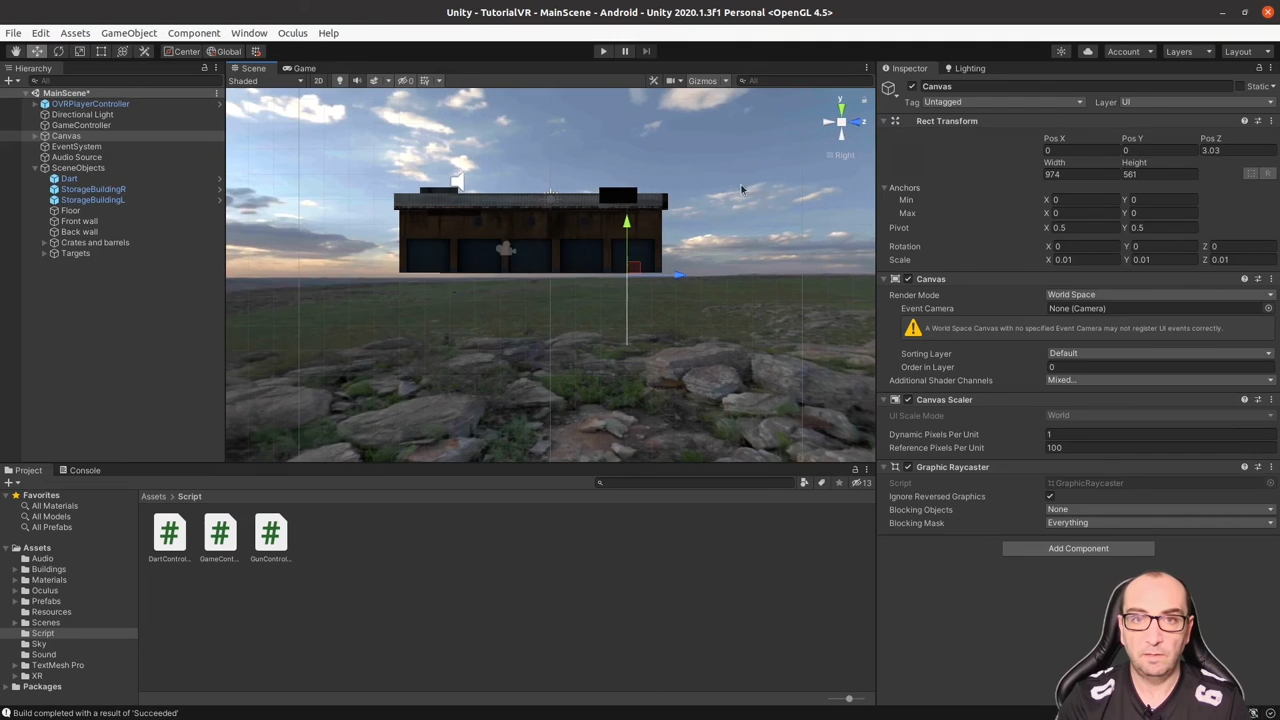 Unity - TutorialVR - MainScene - Android - Unity 2020.1.3f1 Personal <OpenGL 4.5>
File Edit Assets GameObject Component Window Oculus Help
Center Global Account Layers Layout
Hierarchy
All
MainScene*
OVRPlayerController
Directional Light
GameController
Canvas
EventSystem
Audio Source
SceneObjects
Dart
StorageBuildingR
StorageBuildingL
Floor
Front wall
Back wall
Crates and barrels
Targets
Scene Game
Shaded 2D 0 Gizmos All
y
z
Right
Inspector Lighting
Canvas Static
Tag Untagged Layer UI
Rect Transform
Pos X Pos Y Pos Z
0 0 3.03
Width Height
974 561 R
Anchors
Min X 0 Y 0
Max X 0 Y 0
Pivot X 0.5 Y 0.5
Rotation X 0 Y 0 Z 0
Scale X 0.01 Y 0.01 Z 0.01
Canvas
Render Mode World Space
Event Camera None (Camera)
A World Space Canvas with no specified Event Camera may not register UI events correctly.
Sorting Layer Default
Order in Layer 0
Additional Shader Channels Mixed...
Canvas Scaler
UI Scale Mode World
Dynamic Pixels Per Unit 1
Reference Pixels Per Unit 100
Graphic Raycaster
Script GraphicRaycaster
Ignore Reversed Graphics
Blocking Objects None
Blocking Mask Everything
Add Component
Project Console
13
Favorites
All Materials
All Models
All Prefabs
Assets
Audio
Buildings
Materials
Oculus
Prefabs
Resources
Scenes
Script
Sky
Sound
TextMesh Pro
XR
Packages
Assets > Script
# # #
DartControl... GameCont... GunControl...
Build completed with a result of 'Succeeded'